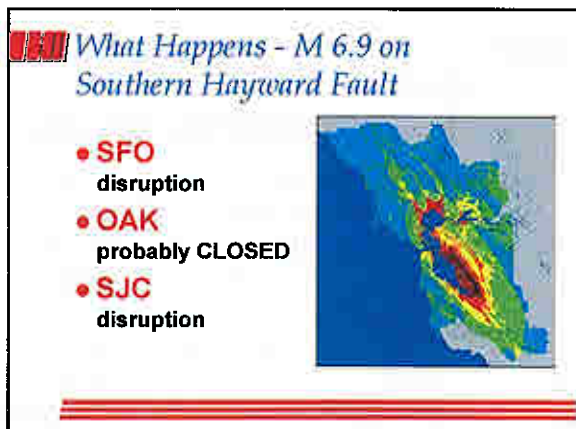 What Happens - M 6.9 on
Southern Hayward Fault
• SFO
disruption
• OAK
probably CLOSED
• SJC
disruption